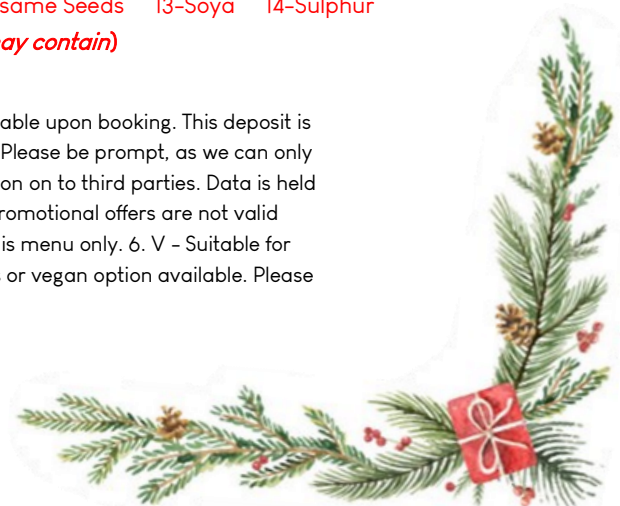 same Seeds 13-Soya 14-Sulphur
ay contain)
able upon booking. This deposit is
Please be prompt, as we can only
on on to third parties. Data is held
romotional offers are not valid
is menu only. 6. V - Suitable for
or vegan option available. Please